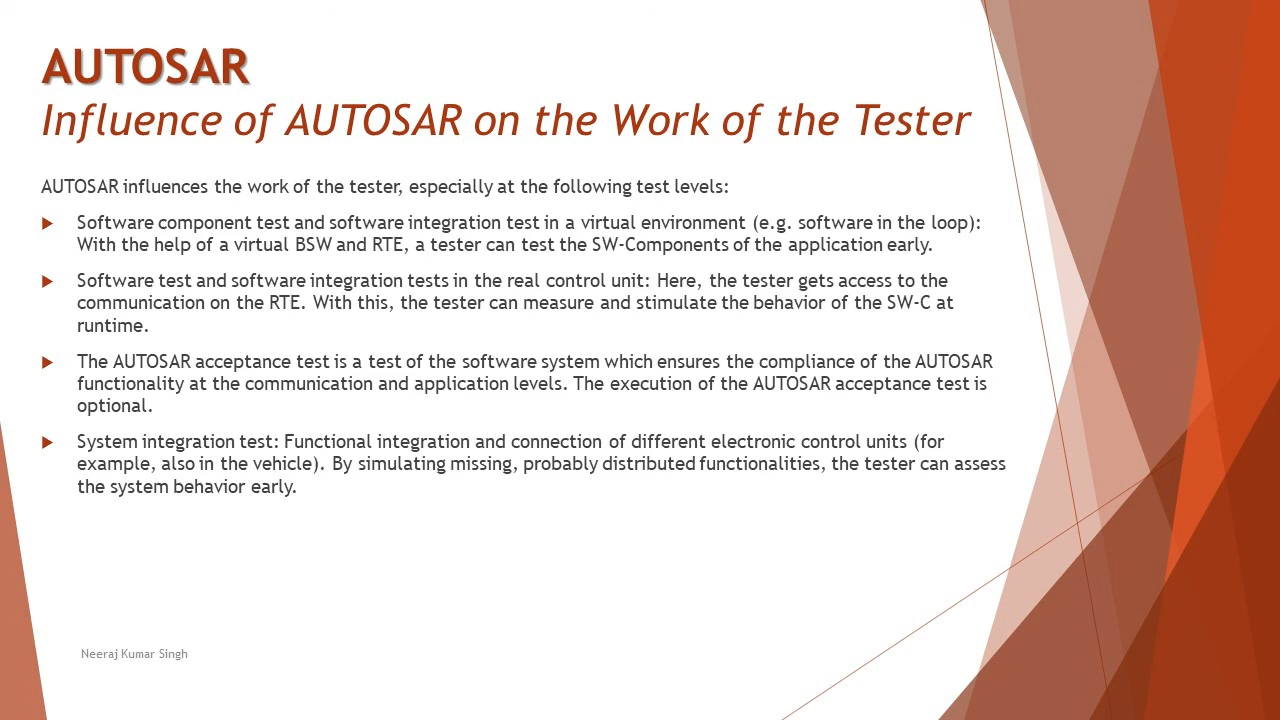 AUTOSAR
Influence of AUTOSAR on the Work of the Tester
AUTOSAR influences the work of the tester, especially at the following test levels:
Software component test and software integration test in a virtual environment (e.g. software in the loop):
With the help of a virtual BSW and RTE, a tester can test the SW-Components of the application early.
Software test and software integration tests in the real control unit: Here, the tester gets access to the
communication on the RTE. With this, the tester can measure and stimulate the behavior of the SW-C at
runtime.
The AUTOSAR acceptance test is a test of the software system which ensures the compliance of the AUTOSAR
functionality at the communication and application levels. The execution of the AUTOSAR acceptance test is
optional.
System integration test: Functional integration and connection of different electronic control units (for
example, also in the vehicle). By simulating missing, probably distributed functionalities, the tester can assess
the system behavior early.
Neeraj Kumar Singh